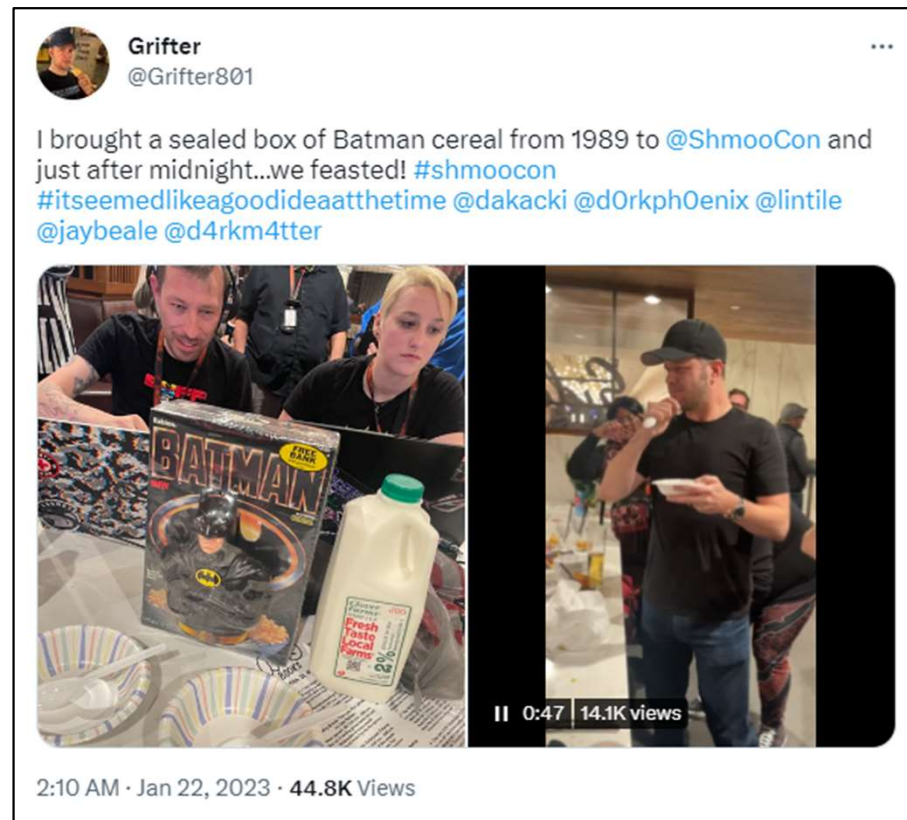 Grifter
@Grifter801
I brought a sealed box of Batman cereal from 1989 to @ShmooCon and
just after midnight...we feasted! #shmoocon
#itseemedlikeagoodideaatthetime @dakacki @d0rkph0enix @lintile
@jaybeale @d4rkm4tter
BATMAN
FREE
BANK
Fresh
Taste
Local
Farms
2%
0:47 14.1K views
2:10 AM · Jan 22, 2023 · 44.8K Views